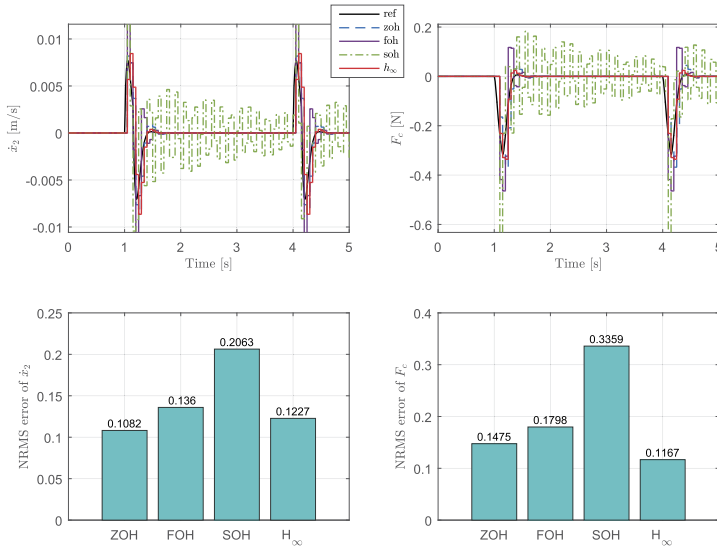 0.01
0.005
0
-0.005
-0.01
ẋ₂ [m/s]
0 1 2 3 4 5
Time [s]
ref
zoh
foh
soh
h∞
0.2
0
-0.2
-0.4
-0.6
F_c [N]
0 1 2 3 4 5
Time [s]
0.25
0.2
0.15
0.1
0.05
0
NRMS error of ẋ₂
0.1082
0.136
0.2063
0.1227
ZOH FOH SOH H∞
0.4
0.3
0.2
0.1
0
NRMS error of F_c
0.1475
0.1798
0.3359
0.1167
ZOH FOH SOH H∞